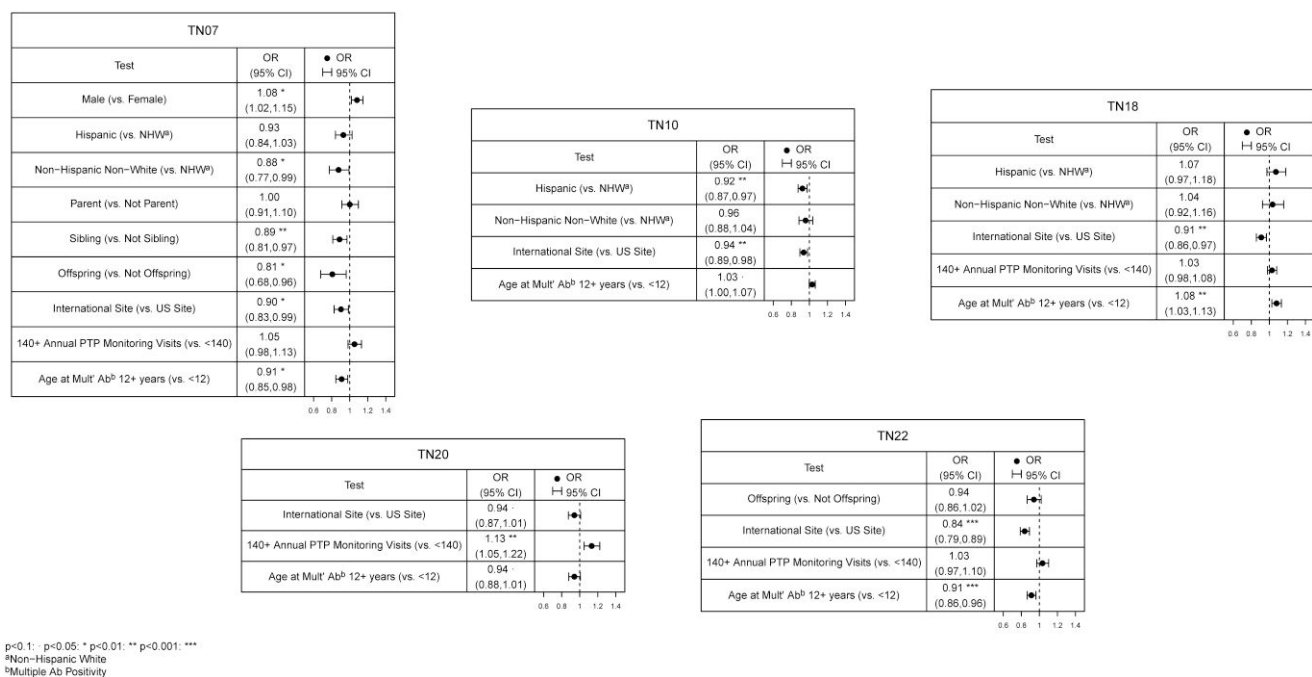 TN07
Test OR (95% CI) ● OR 95% CI
Male (vs. Female) 1.08 * (1.02,1.15)
Hispanic (vs. NHWᵃ) 0.93 (0.84,1.03)
Non−Hispanic Non−White (vs. NHWᵃ) 0.88 * (0.77,0.99)
Parent (vs. Not Parent) 1.00 (0.91,1.10)
Sibling (vs. Not Sibling) 0.89 ** (0.81,0.97)
Offspring (vs. Not Offspring) 0.81 * (0.68,0.96)
International Site (vs. US Site) 0.90 * (0.83,0.99)
140+ Annual PTP Monitoring Visits (vs. <140) 1.05 (0.98,1.13)
Age at Mult' Abᵇ 12+ years (vs. <12) 0.91 * (0.85,0.98)
0.6 0.8 1 1.2 1.4
TN10
Test OR (95% CI) ● OR 95% CI
Hispanic (vs. NHWᵃ) 0.92 ** (0.87,0.97)
Non−Hispanic Non−White (vs. NHWᵃ) 0.96 (0.88,1.04)
International Site (vs. US Site) 0.94 ** (0.89,0.98)
Age at Mult' Abᵇ 12+ years (vs. <12) 1.03 · (1.00,1.07)
0.6 0.8 1 1.2 1.4
TN18
Test OR (95% CI) ● OR 95% CI
Hispanic (vs. NHWᵃ) 1.07 (0.97,1.18)
Non−Hispanic Non−White (vs. NHWᵃ) 1.04 (0.92,1.16)
International Site (vs. US Site) 0.91 ** (0.86,0.97)
140+ Annual PTP Monitoring Visits (vs. <140) 1.03 (0.98,1.08)
Age at Mult' Abᵇ 12+ years (vs. <12) 1.08 ** (1.03,1.13)
0.6 0.8 1 1.2 1.4
TN20
Test OR (95% CI) ● OR 95% CI
International Site (vs. US Site) 0.94 · (0.87,1.01)
140+ Annual PTP Monitoring Visits (vs. <140) 1.13 ** (1.05,1.22)
Age at Mult' Abᵇ 12+ years (vs. <12) 0.94 · (0.88,1.01)
0.6 0.8 1 1.2 1.4
TN22
Test OR (95% CI) ● OR 95% CI
Offspring (vs. Not Offspring) 0.94 (0.86,1.02)
International Site (vs. US Site) 0.84 *** (0.79,0.89)
140+ Annual PTP Monitoring Visits (vs. <140) 1.03 (0.97,1.10)
Age at Mult' Abᵇ 12+ years (vs. <12) 0.91 *** (0.86,0.96)
0.6 0.8 1 1.2 1.4
p<0.1: · p<0.05: * p<0.01: ** p<0.001: ***
ᵃNon−Hispanic White
ᵇMultiple Ab Positivity